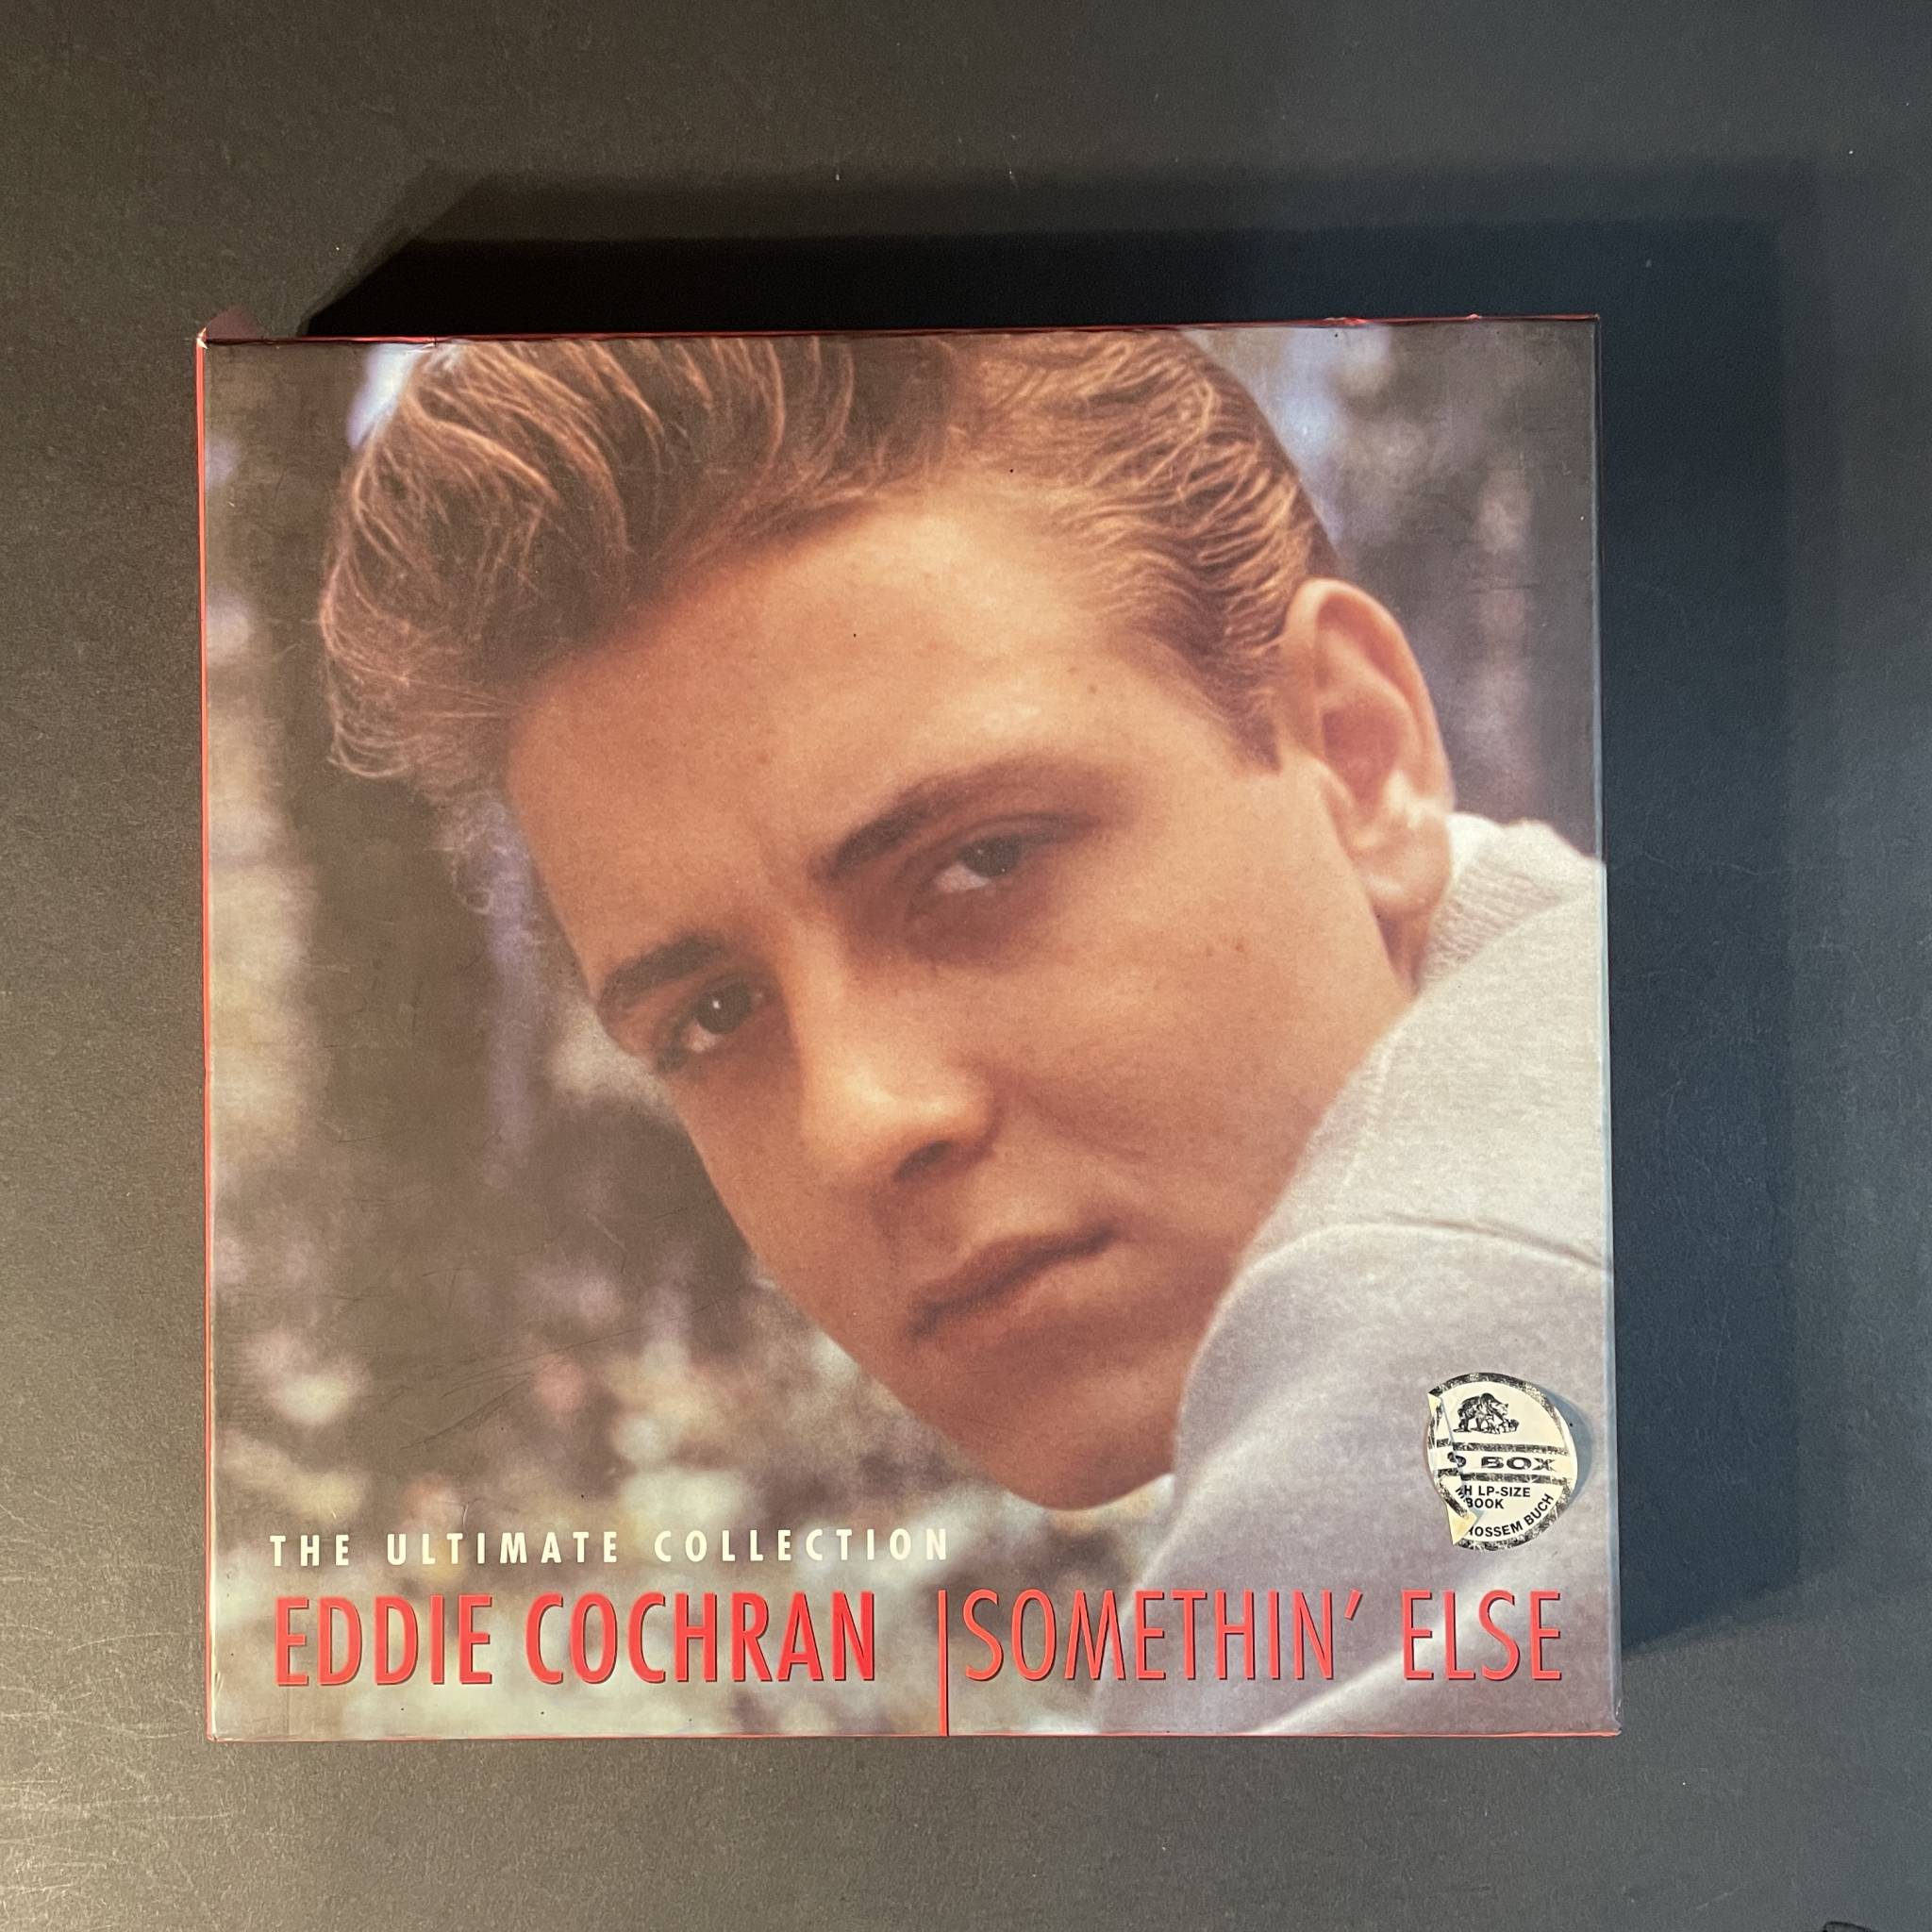 BOX
LP-SIZE
BOOK
BUCH
THE ULTIMATE COLLECTION
EDDIE COCHRAN | SOMETHIN' ELSE